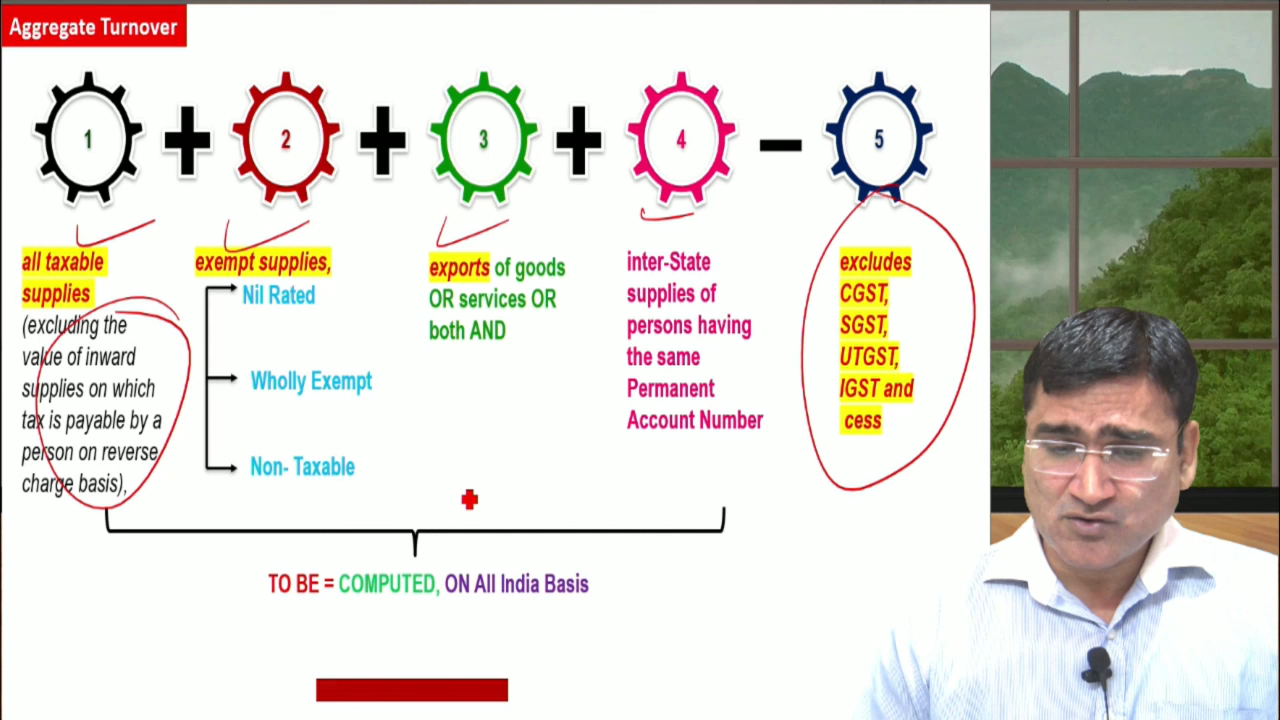 Aggregate Turnover
1 + 2 + 3 + 4 − 5
all taxable
supplies
(excluding the
value of inward
supplies on which
tax is payable by a
person on reverse
charge basis),
exempt supplies,
Nil Rated
Wholly Exempt
Non- Taxable
exports of goods
OR services OR
both AND
inter-State
supplies of
persons having
the same
Permanent
Account Number
excludes
CGST,
SGST,
UTGST,
IGST and
cess
TO BE = COMPUTED, ON All India Basis